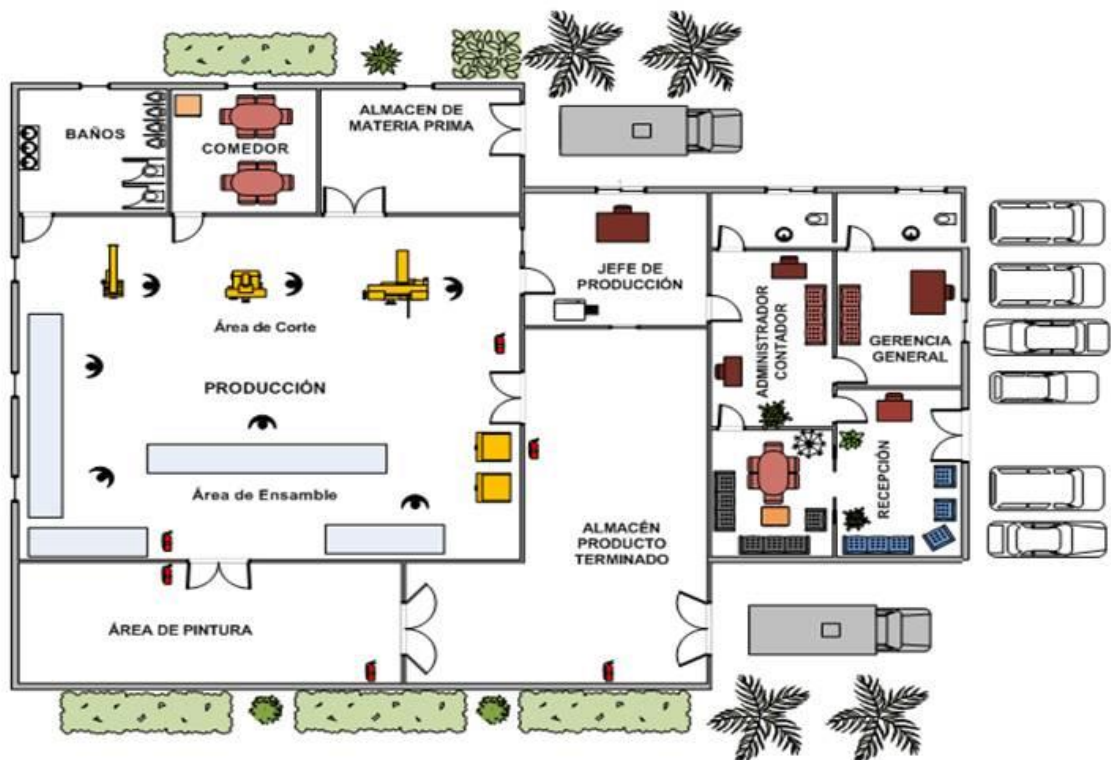 BAÑOS
COMEDOR
ALMACEN DE
MATERIA PRIMA
JEFE DE
PRODUCCIÓN
Área de Corte
PRODUCCIÓN
Área de Ensamble
ADMINISTRADOR
CONTADOR
GERENCIA
GENERAL
RECEPCIÓN
ALMACÉN
PRODUCTO
TERMINADO
ÁREA DE PINTURA